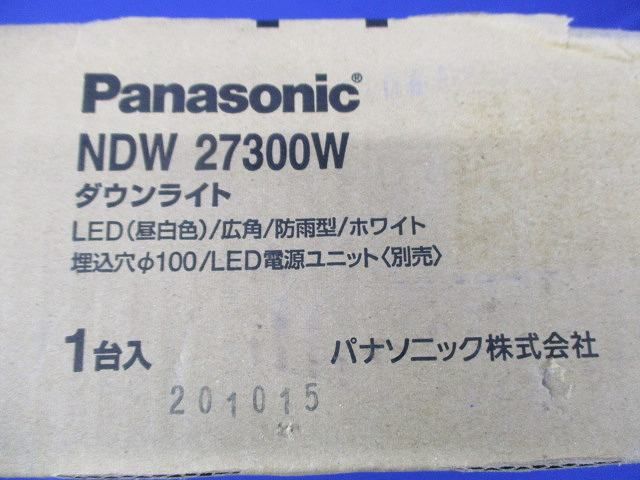 Panasonic®
NDW 27300W
ダウンライト
LED(昼白色)/広角/防雨型/ホワイト
埋込穴φ100/LED電源ユニット〈別売〉
1台入
パナソニック株式会社
201015